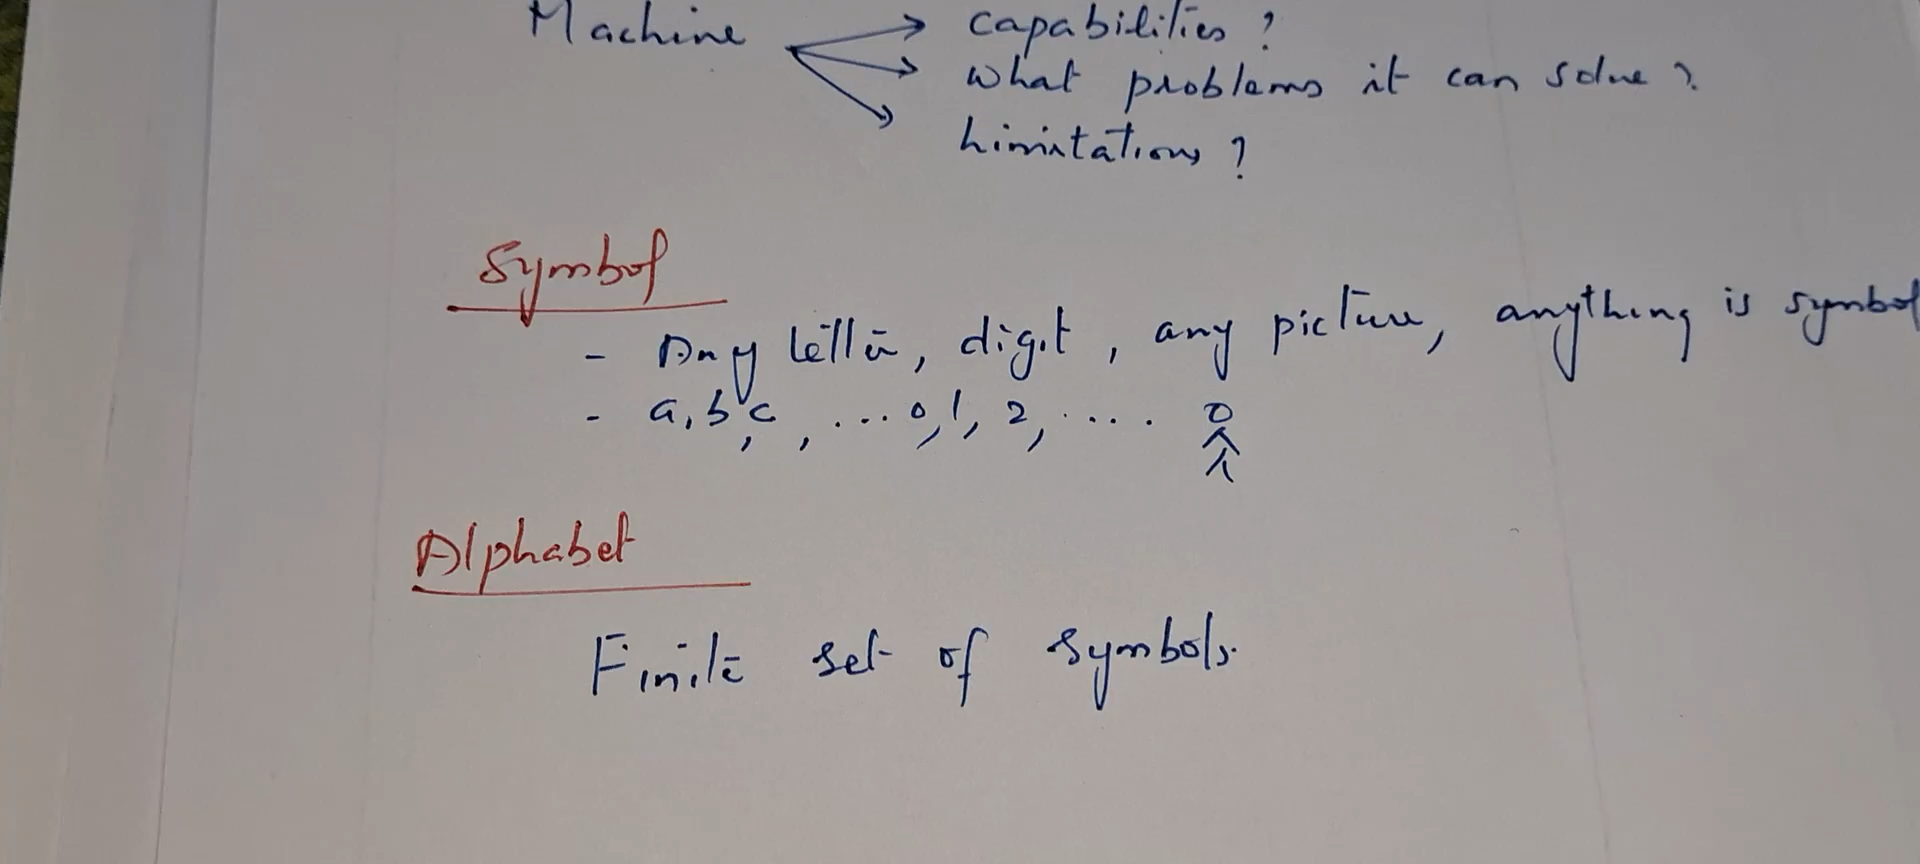 Machine → capabilities ?
→ what problems it can solve ?
→ Limitations ?
Symbol
- Any letter, digit, any picture, anything is symbol
- a, b, c, , ... 0, 1, 2, ....
Alphabet
Finite set of symbols.